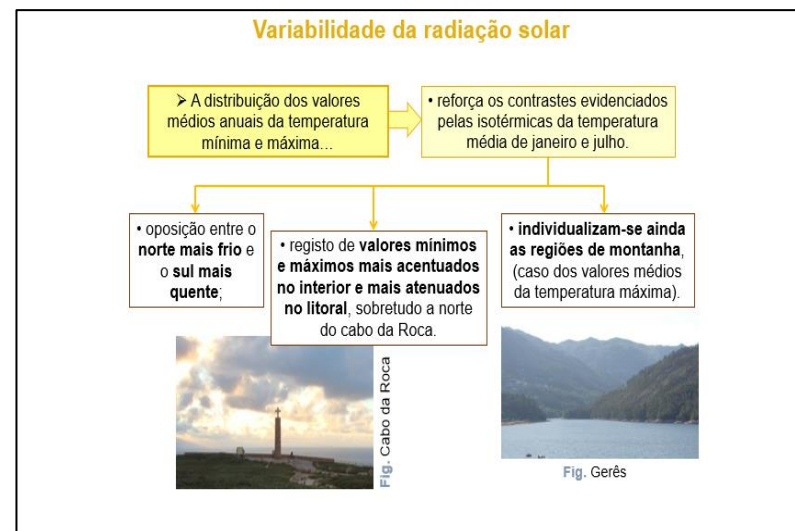 Variabilidade da radiação solar
➤ A distribuição dos valores
médios anuais da temperatura
mínima e máxima...
• reforça os contrastes evidenciados
pelas isotérmicas da temperatura
média de janeiro e julho.
• oposição entre o
norte mais frio e
o sul mais
quente;
• registo de valores mínimos
e máximos mais acentuados
no interior e mais atenuados
no litoral, sobretudo a norte
do cabo da Roca.
• individualizam-se ainda
as regiões de montanha,
(caso dos valores médios
da temperatura máxima).
Fig. Cabo da Roca
Fig. Gerês